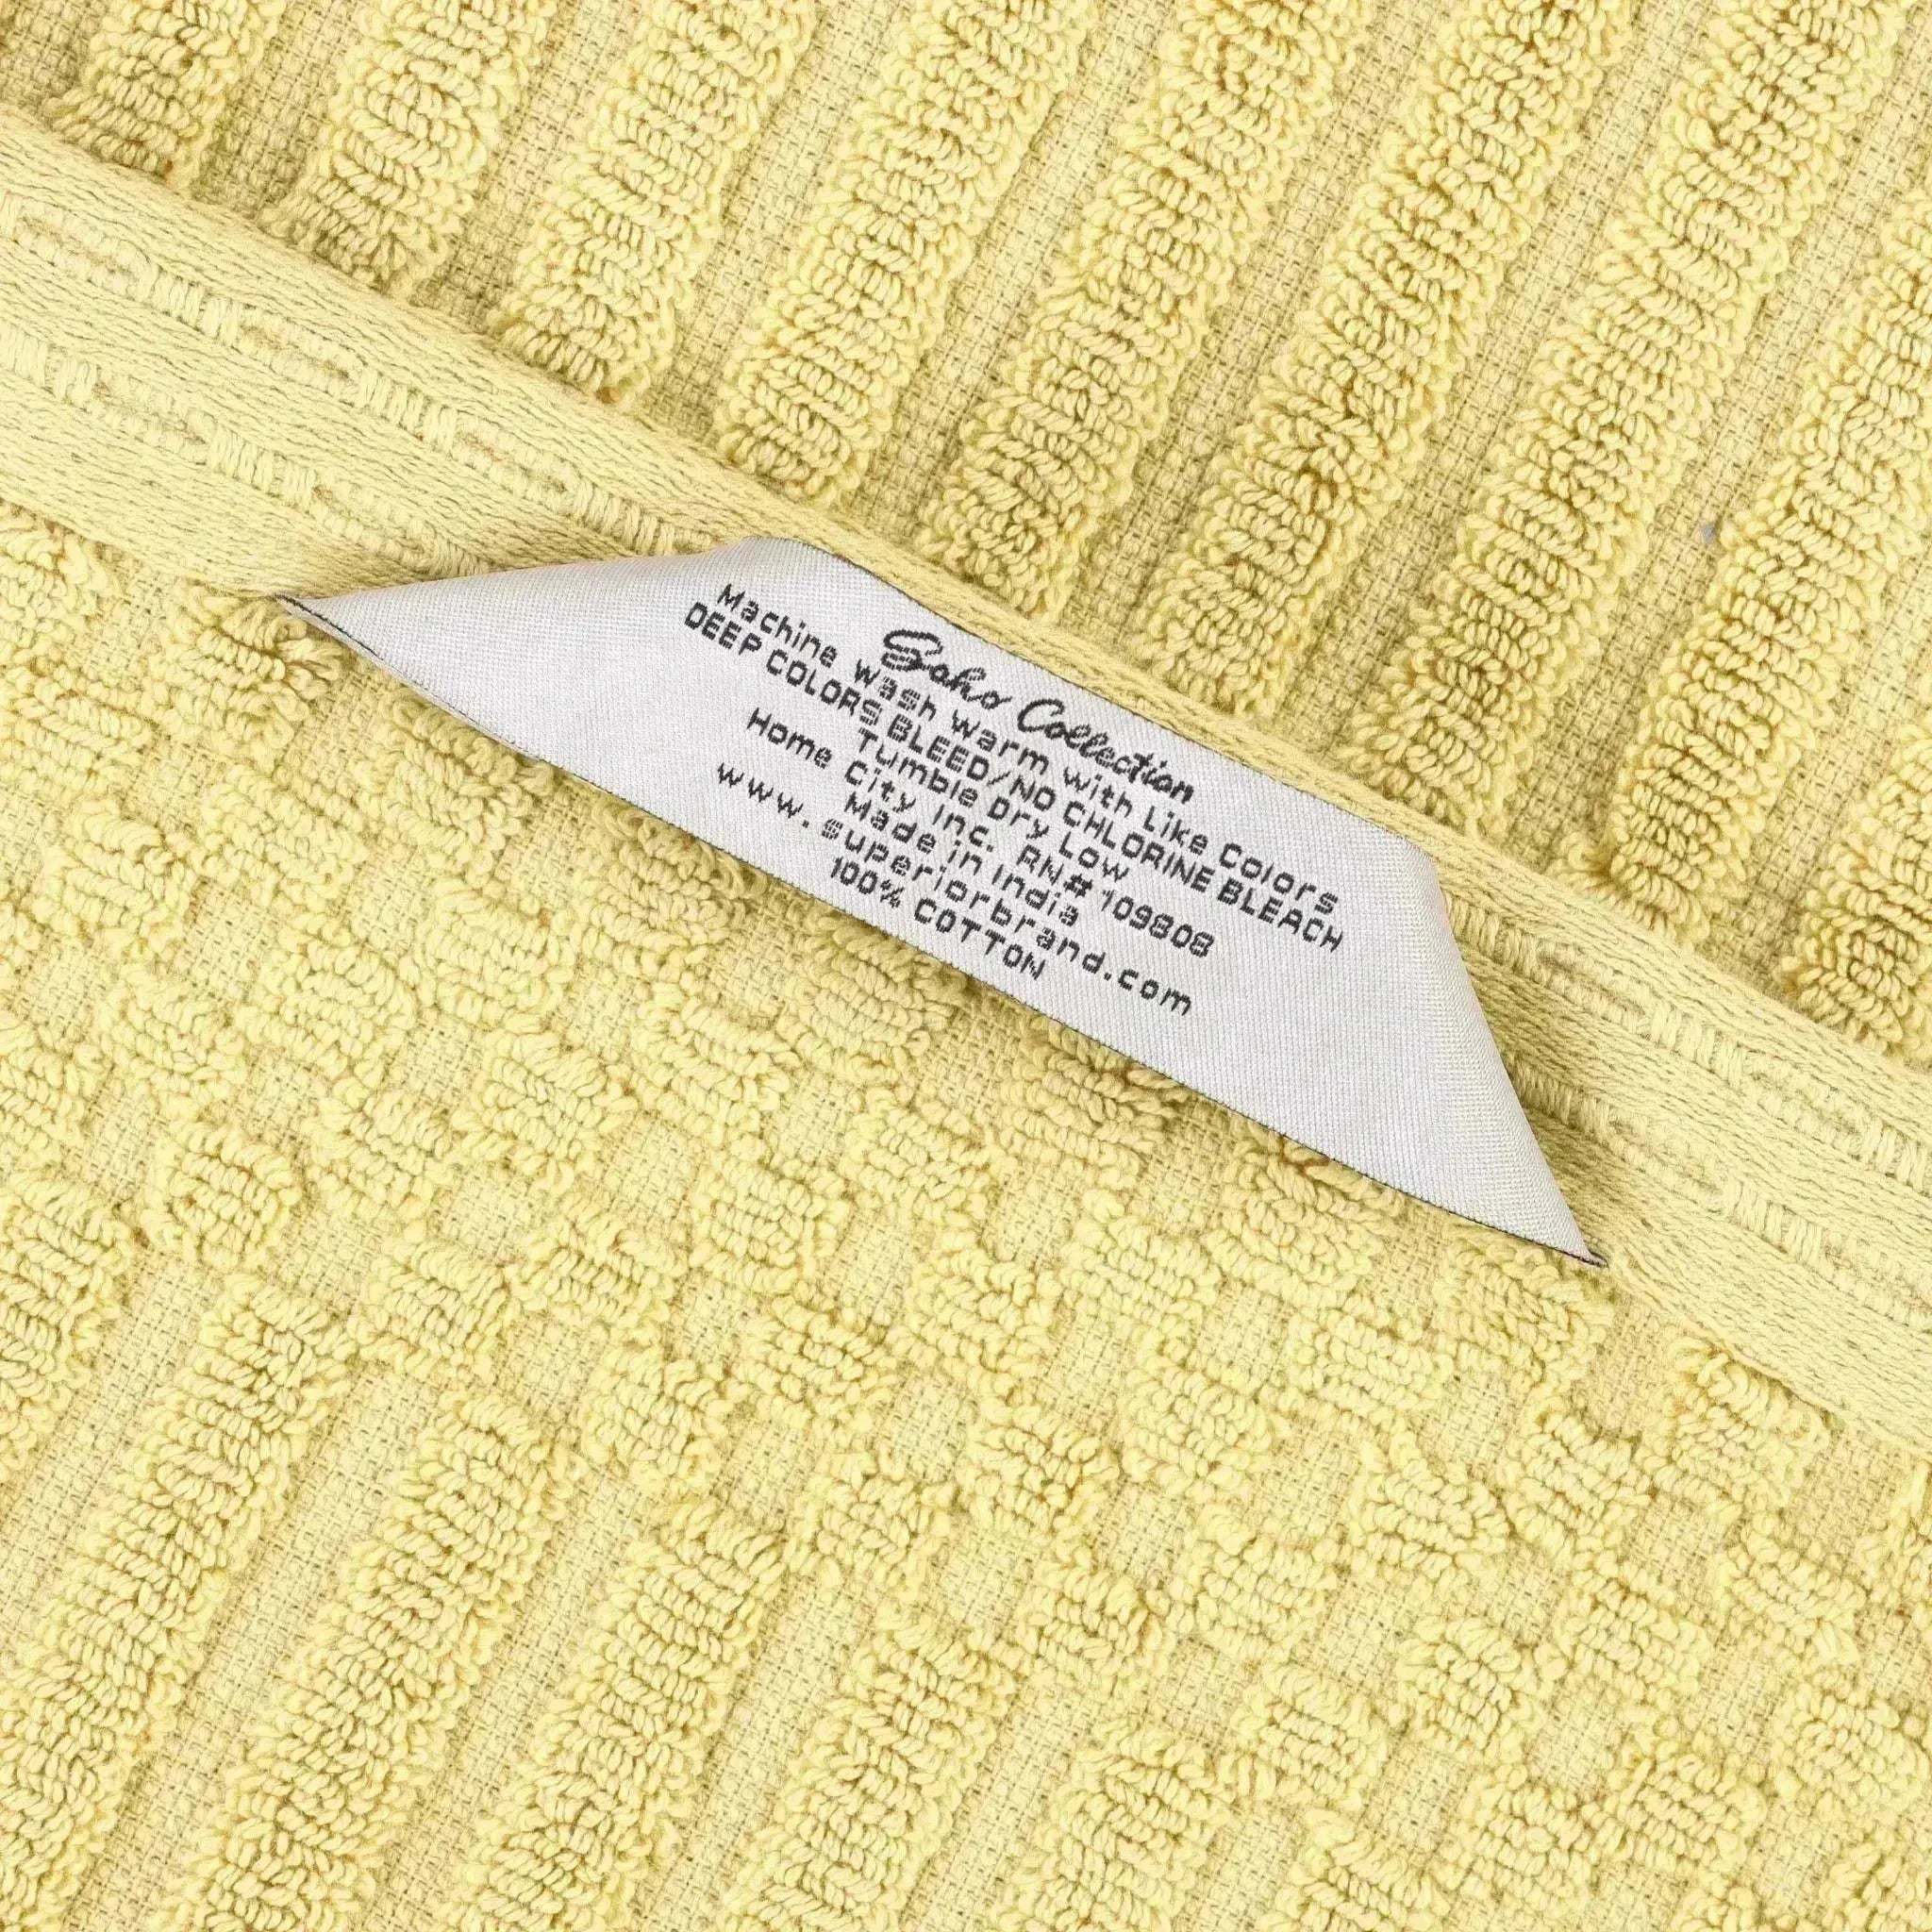 Soho Collection
Machine wash warm with Like Colors
DEEP COLORS BLEED/NO CHLORINE BLEACH
Tumble Dry Low
Home City Inc. RN# 109808
Made in India
www.superiorbrand.com
100% COTTON